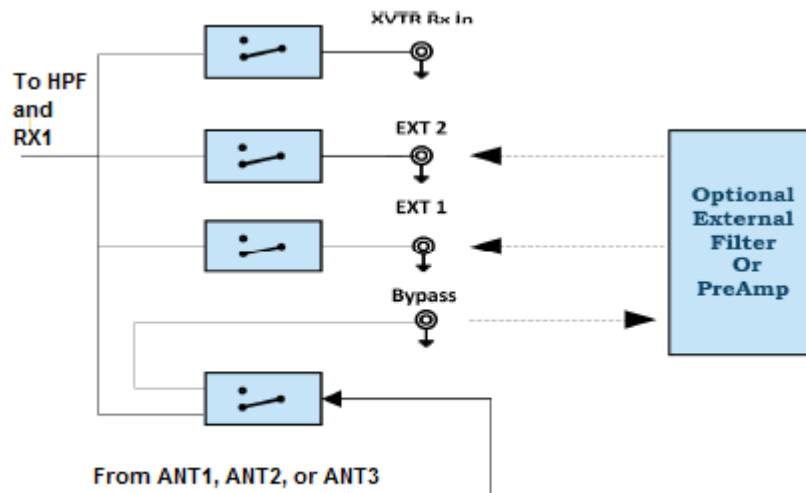 XVTR Rx in
To HPF
and
RX1
EXT 2
EXT 1
Bypass
Optional
External
Filter
Or
PreAmp
From ANT1, ANT2, or ANT3